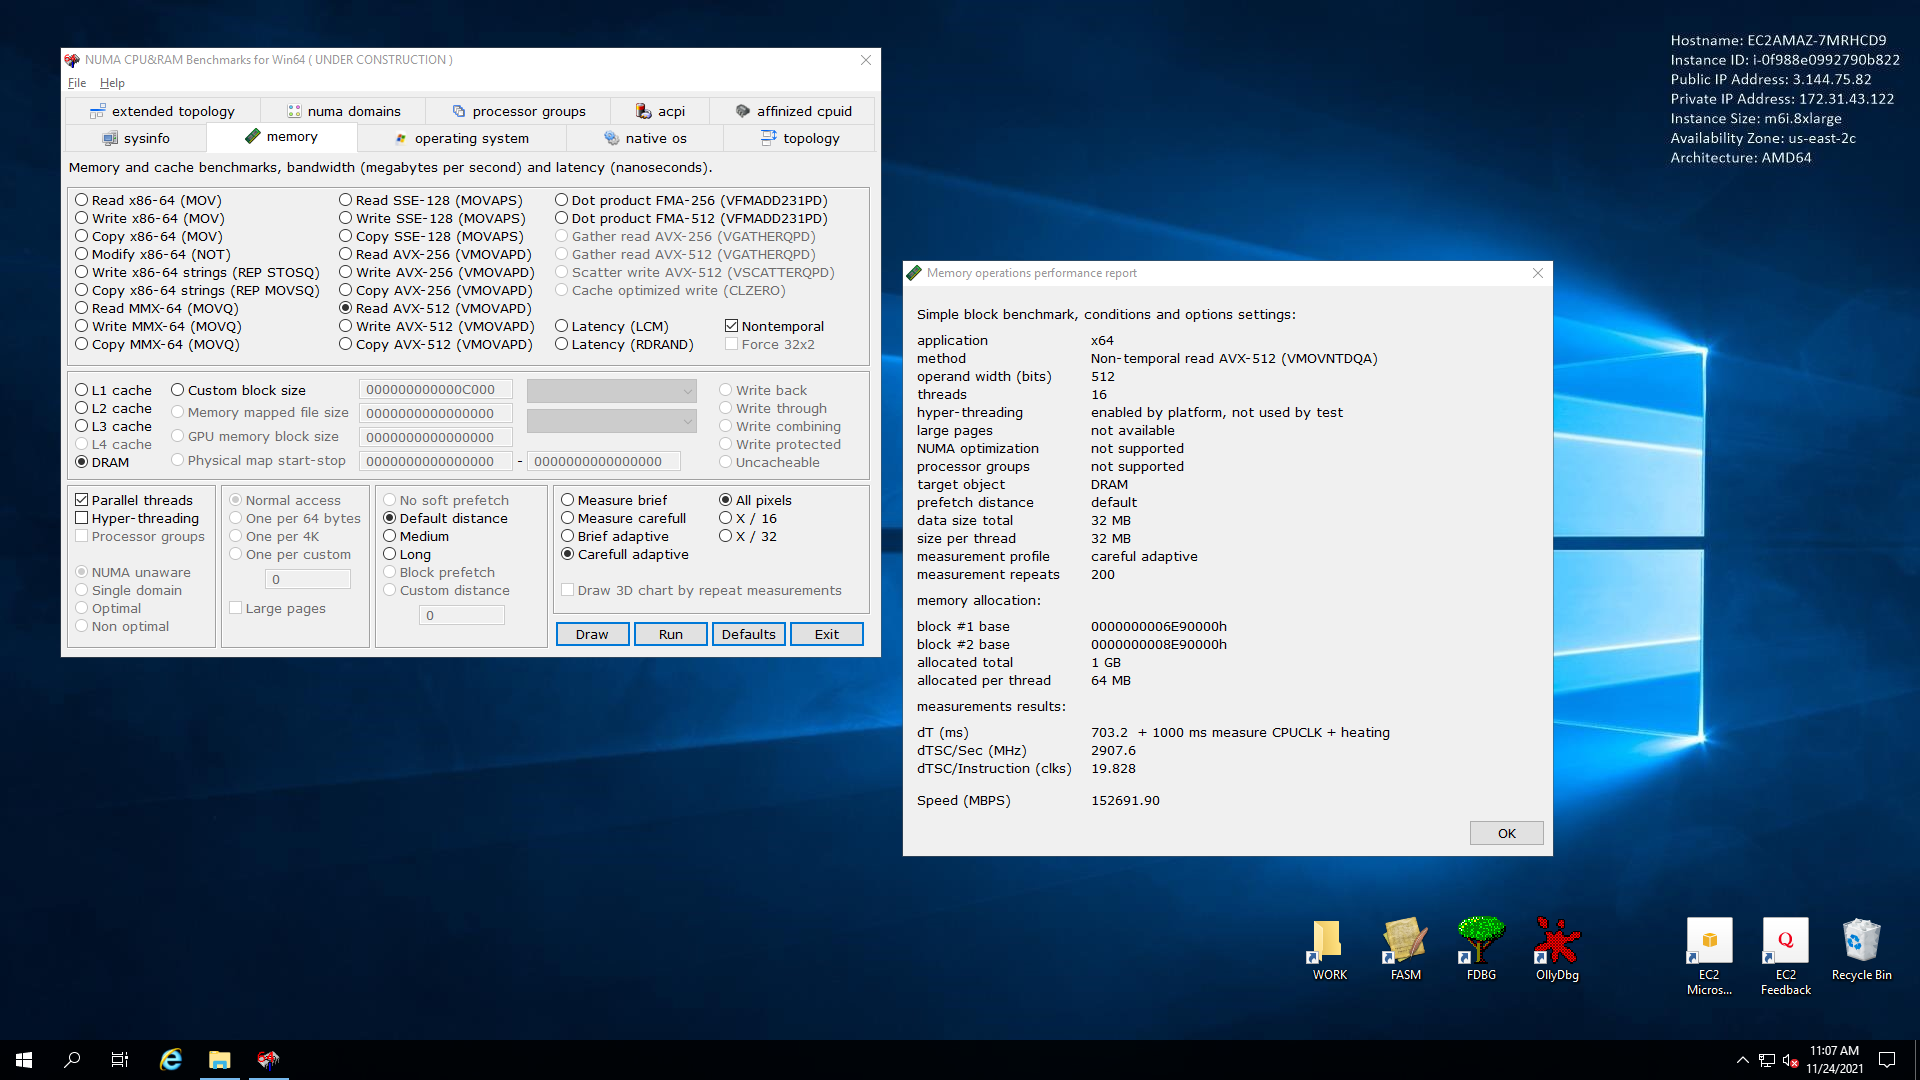 Hostname: EC2AMAZ-7MRHCD9
Instance ID: i-0f988e0992790b822
Public IP Address: 3.144.75.82
Private IP Address: 172.31.43.122
Instance Size: m6i.8xlarge
Availability Zone: us-east-2c
Architecture: AMD64
NUMA CPU&RAM Benchmarks for Win64 ( UNDER CONSTRUCTION )
File Help
extended topology numa domains processor groups acpi affinized cpuid
sysinfo memory operating system native os topology
Memory and cache benchmarks, bandwidth (megabytes per second) and latency (nanoseconds).
Read x86-64 (MOV)
Write x86-64 (MOV)
Copy x86-64 (MOV)
Modify x86-64 (NOT)
Write x86-64 strings (REP STOSQ)
Copy x86-64 strings (REP MOVSQ)
Read MMX-64 (MOVQ)
Write MMX-64 (MOVQ)
Copy MMX-64 (MOVQ)
Read SSE-128 (MOVAPS)
Write SSE-128 (MOVAPS)
Copy SSE-128 (MOVAPS)
Read AVX-256 (VMOVAPD)
Write AVX-256 (VMOVAPD)
Copy AVX-256 (VMOVAPD)
Read AVX-512 (VMOVAPD)
Write AVX-512 (VMOVAPD)
Copy AVX-512 (VMOVAPD)
Dot product FMA-256 (VFMADD231PD)
Dot product FMA-512 (VFMADD231PD)
Gather read AVX-256 (VGATHERQPD)
Gather read AVX-512 (VGATHERQPD)
Scatter write AVX-512 (VSCATTERQPD)
Cache optimized write (CLZERO)
Latency (LCM)
Latency (RDRAND)
Nontemporal
Force 32x2
L1 cache
L2 cache
L3 cache
L4 cache
DRAM
Custom block size 000000000000C000
Memory mapped file size 0000000000000000
GPU memory block size 0000000000000000
Physical map start-stop 0000000000000000 - 0000000000000000
Write back
Write through
Write combining
Write protected
Uncacheable
Parallel threads
Hyper-threading
Processor groups
NUMA unaware
Single domain
Optimal
Non optimal
Normal access
One per 64 bytes
One per 4K
One per custom
0
Large pages
No soft prefetch
Default distance
Medium
Long
Block prefetch
Custom distance
0
Measure brief
Measure carefull
Brief adaptive
Carefull adaptive
All pixels
X / 16
X / 32
Draw 3D chart by repeat measurements
Draw Run Defaults Exit
Memory operations performance report
Simple block benchmark, conditions and options settings:
application x64
method Non-temporal read AVX-512 (VMOVNTDQA)
operand width (bits) 512
threads 16
hyper-threading enabled by platform, not used by test
large pages not available
NUMA optimization not supported
processor groups not supported
target object DRAM
prefetch distance default
data size total 32 MB
size per thread 32 MB
measurement profile careful adaptive
measurement repeats 200
memory allocation:
block #1 base 0000000006E90000h
block #2 base 0000000008E90000h
allocated total 1 GB
allocated per thread 64 MB
measurements results:
dT (ms) 703.2 + 1000 ms measure CPUCLK + heating
dTSC/Sec (MHz) 2907.6
dTSC/Instruction (clks) 19.828
Speed (MBPS) 152691.90
OK
WORK
FASM
FDBG
OllyDbg
EC2
Micros...
EC2
Feedback
Recycle Bin
11:07 AM
11/24/2021